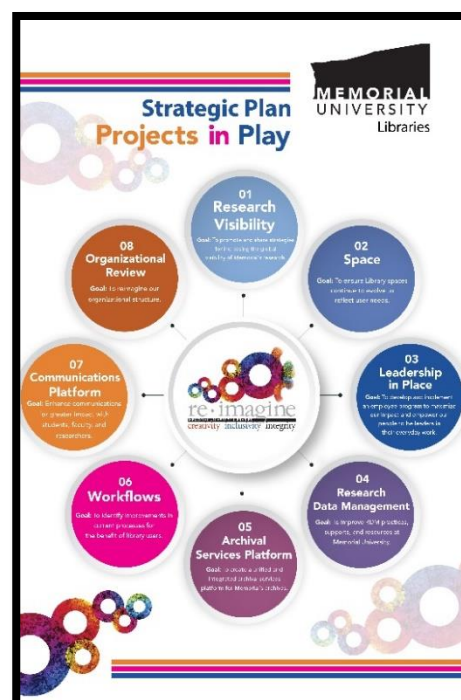 MEMORIAL
UNIVERSITY
Libraries
Strategic Plan
Projects in Play
01
Research
Visibility
Goal: To promote and share strategies
for increasing the global
visibility of Memorial's research.
02
Space
Goal: To ensure Library spaces
continue to evolve to
reflect user needs.
03
Leadership
in Place
Goal: To develop and implement
an employee program to maximize
our impact and empower our
people to be leaders in
their everyday work.
04
Research
Data Management
Goal: To improve RDM practices,
supports, and resources at
Memorial University.
05
Archival
Services Platform
Goal: To create a unified and
integrated archival services
platform for Memorial's archives.
06
Workflows
Goal: To identify improvements in
current processes for
the benefit of library users.
07
Communications
Platform
Goal: Enhance communications
for greater impact with
students, faculty, and
researchers.
08
Organizational
Review
Goal: To reimagine our
organizational structure.
re•imagine
creativity inclusivity integrity